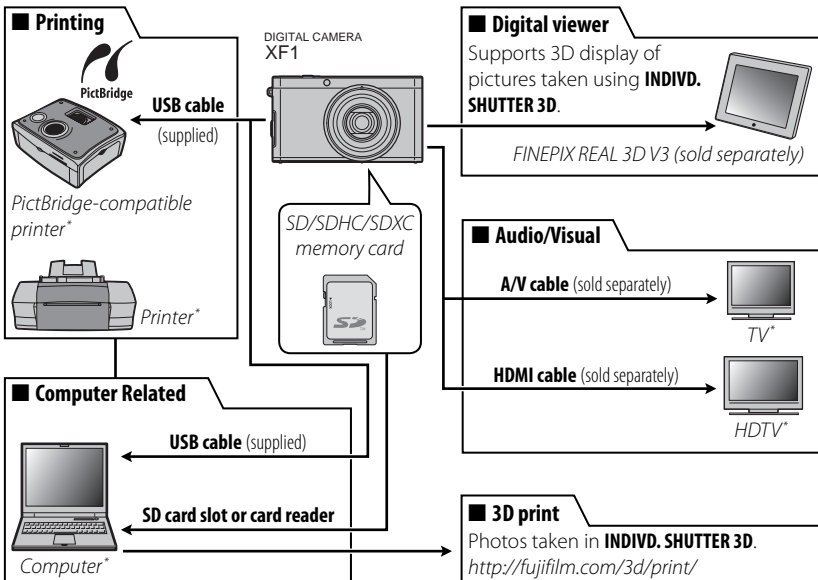 ■ Printing
PictBridge
USB cable
(supplied)
PictBridge-compatible
printer*
Printer*
DIGITAL CAMERA
XF1
SD/SDHC/SDXC
memory card
SD
■ Digital viewer
Supports 3D display of
pictures taken using INDIVD.
SHUTTER 3D.
FINEPIX REAL 3D V3 (sold separately)
■ Audio/Visual
A/V cable (sold separately)
TV*
HDMI cable (sold separately)
HDTV*
■ Computer Related
USB cable (supplied)
SD card slot or card reader
Computer*
■ 3D print
Photos taken in INDIVD. SHUTTER 3D.
http://fujifilm.com/3d/print/